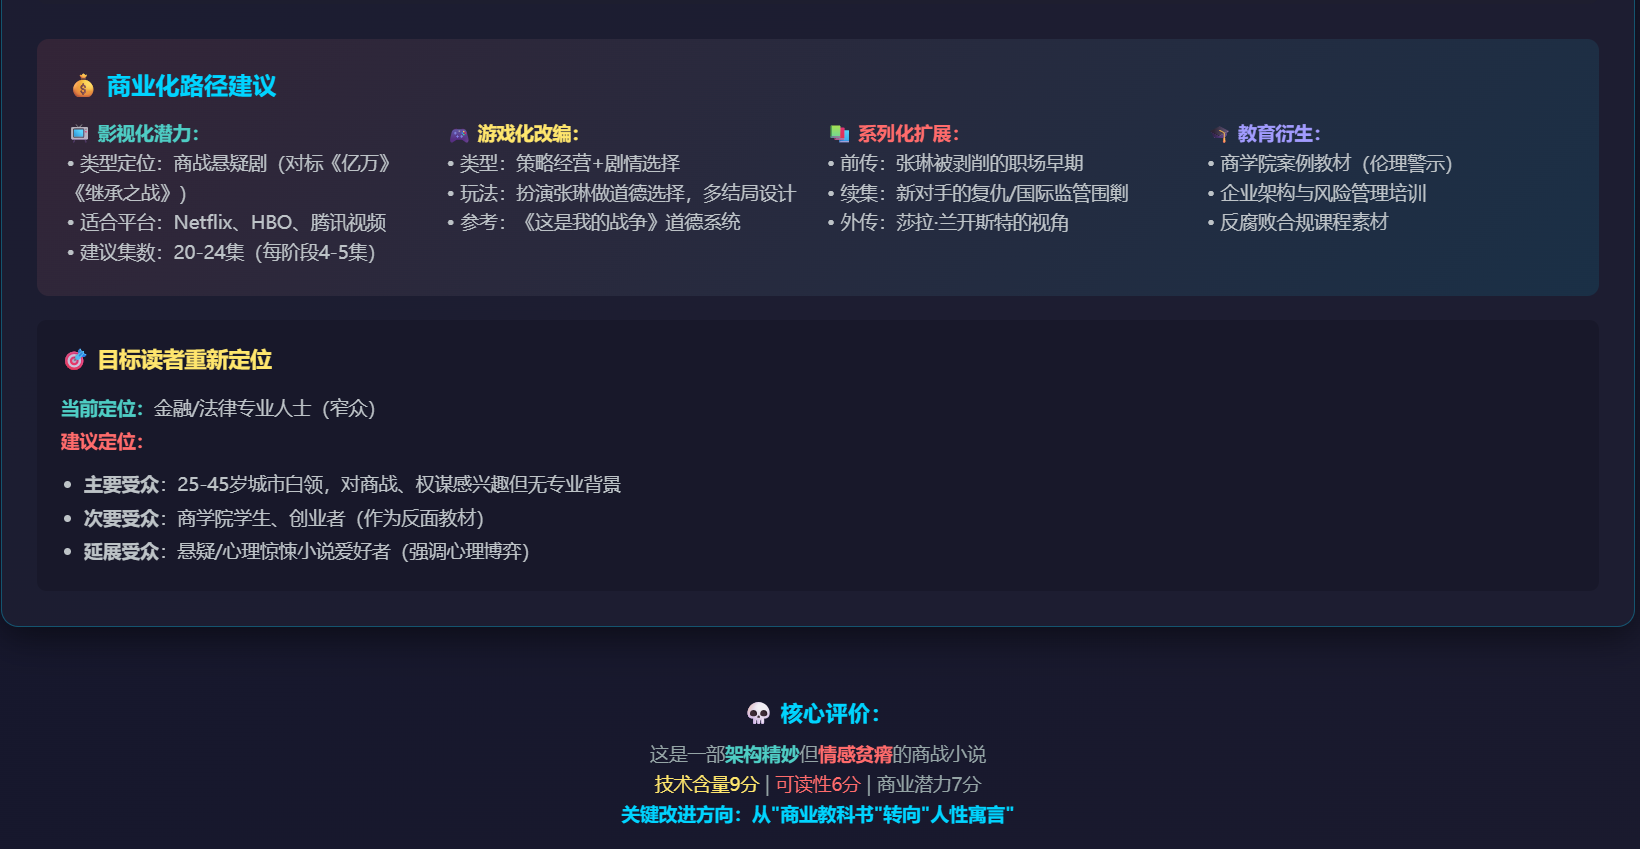 商业化路径建议
影视化潜力：
• 类型定位：商战悬疑剧（对标《亿万》
《继承之战》）
• 适合平台：Netflix、HBO、腾讯视频
• 建议集数：20-24集（每阶段4-5集）
游戏化改编：
• 类型：策略经营+剧情选择
• 玩法：扮演张琳做道德选择，多结局设计
• 参考：《这是我的战争》道德系统
系列化扩展：
• 前传：张琳被剥削的职场早期
• 续集：新对手的复仇/国际监管围剿
• 外传：莎拉·兰开斯特的视角
教育衍生：
• 商学院案例教材（伦理警示）
• 企业架构与风险管理培训
• 反腐败合规课程素材
目标读者重新定位
当前定位：金融/法律专业人士（窄众）
建议定位：
• 主要受众：25-45岁城市白领，对商战、权谋感兴趣但无专业背景
• 次要受众：商学院学生、创业者（作为反面教材）
• 延展受众：悬疑/心理惊悚小说爱好者（强调心理博弈）
核心评价：
这是一部架构精妙但情感贫瘠的商战小说
技术含量9分 | 可读性6分 | 商业潜力7分
关键改进方向：从"商业教科书"转向"人性寓言"